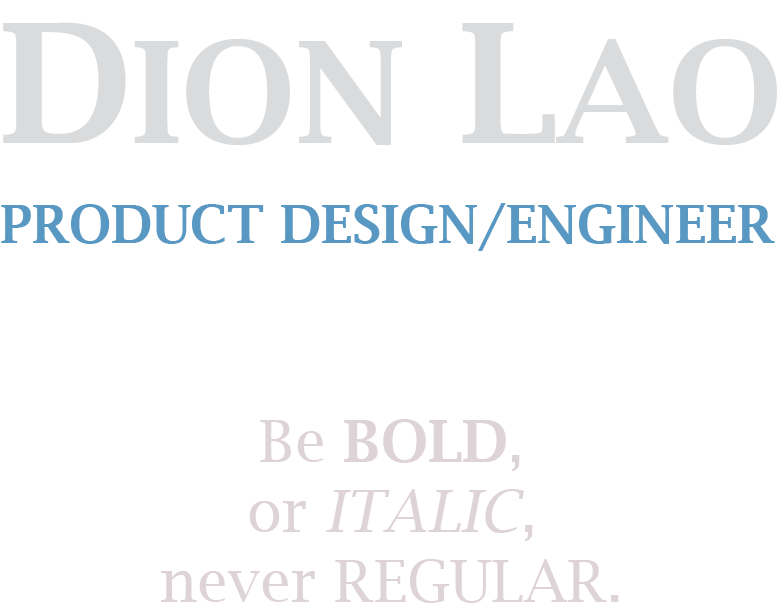 DION LAO
PRODUCT DESIGN/ENGINEER
Be BOLD,
or ITALIC,
never REGULAR.